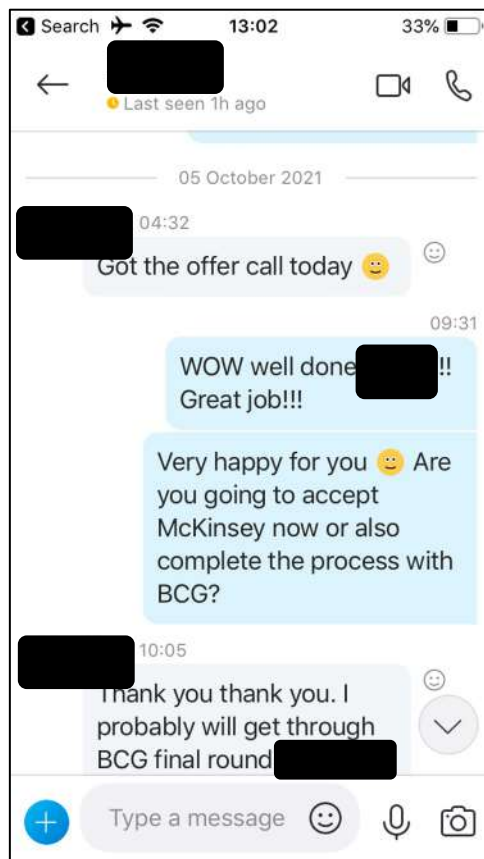 Search 13:02 33%
Last seen 1h ago
05 October 2021
04:32
Got the offer call today 🙂
09:31
WOW well done !!
Great job!!!
Very happy for you 🙂 Are
you going to accept
McKinsey now or also
complete the process with
BCG?
10:05
Thank you thank you. I
probably will get through
BCG final round
Type a message